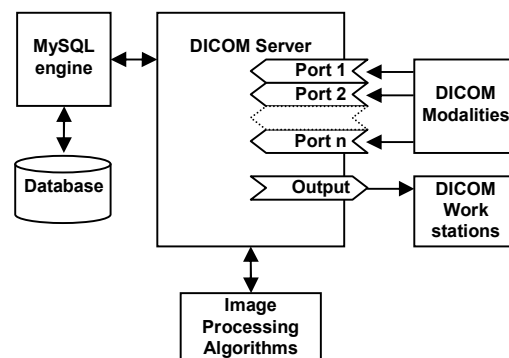 MySQL
engine
Database
DICOM Server
Port 1
Port 2
Port n
Output
DICOM
Modalities
DICOM
Work
stations
Image
Processing
Algorithms